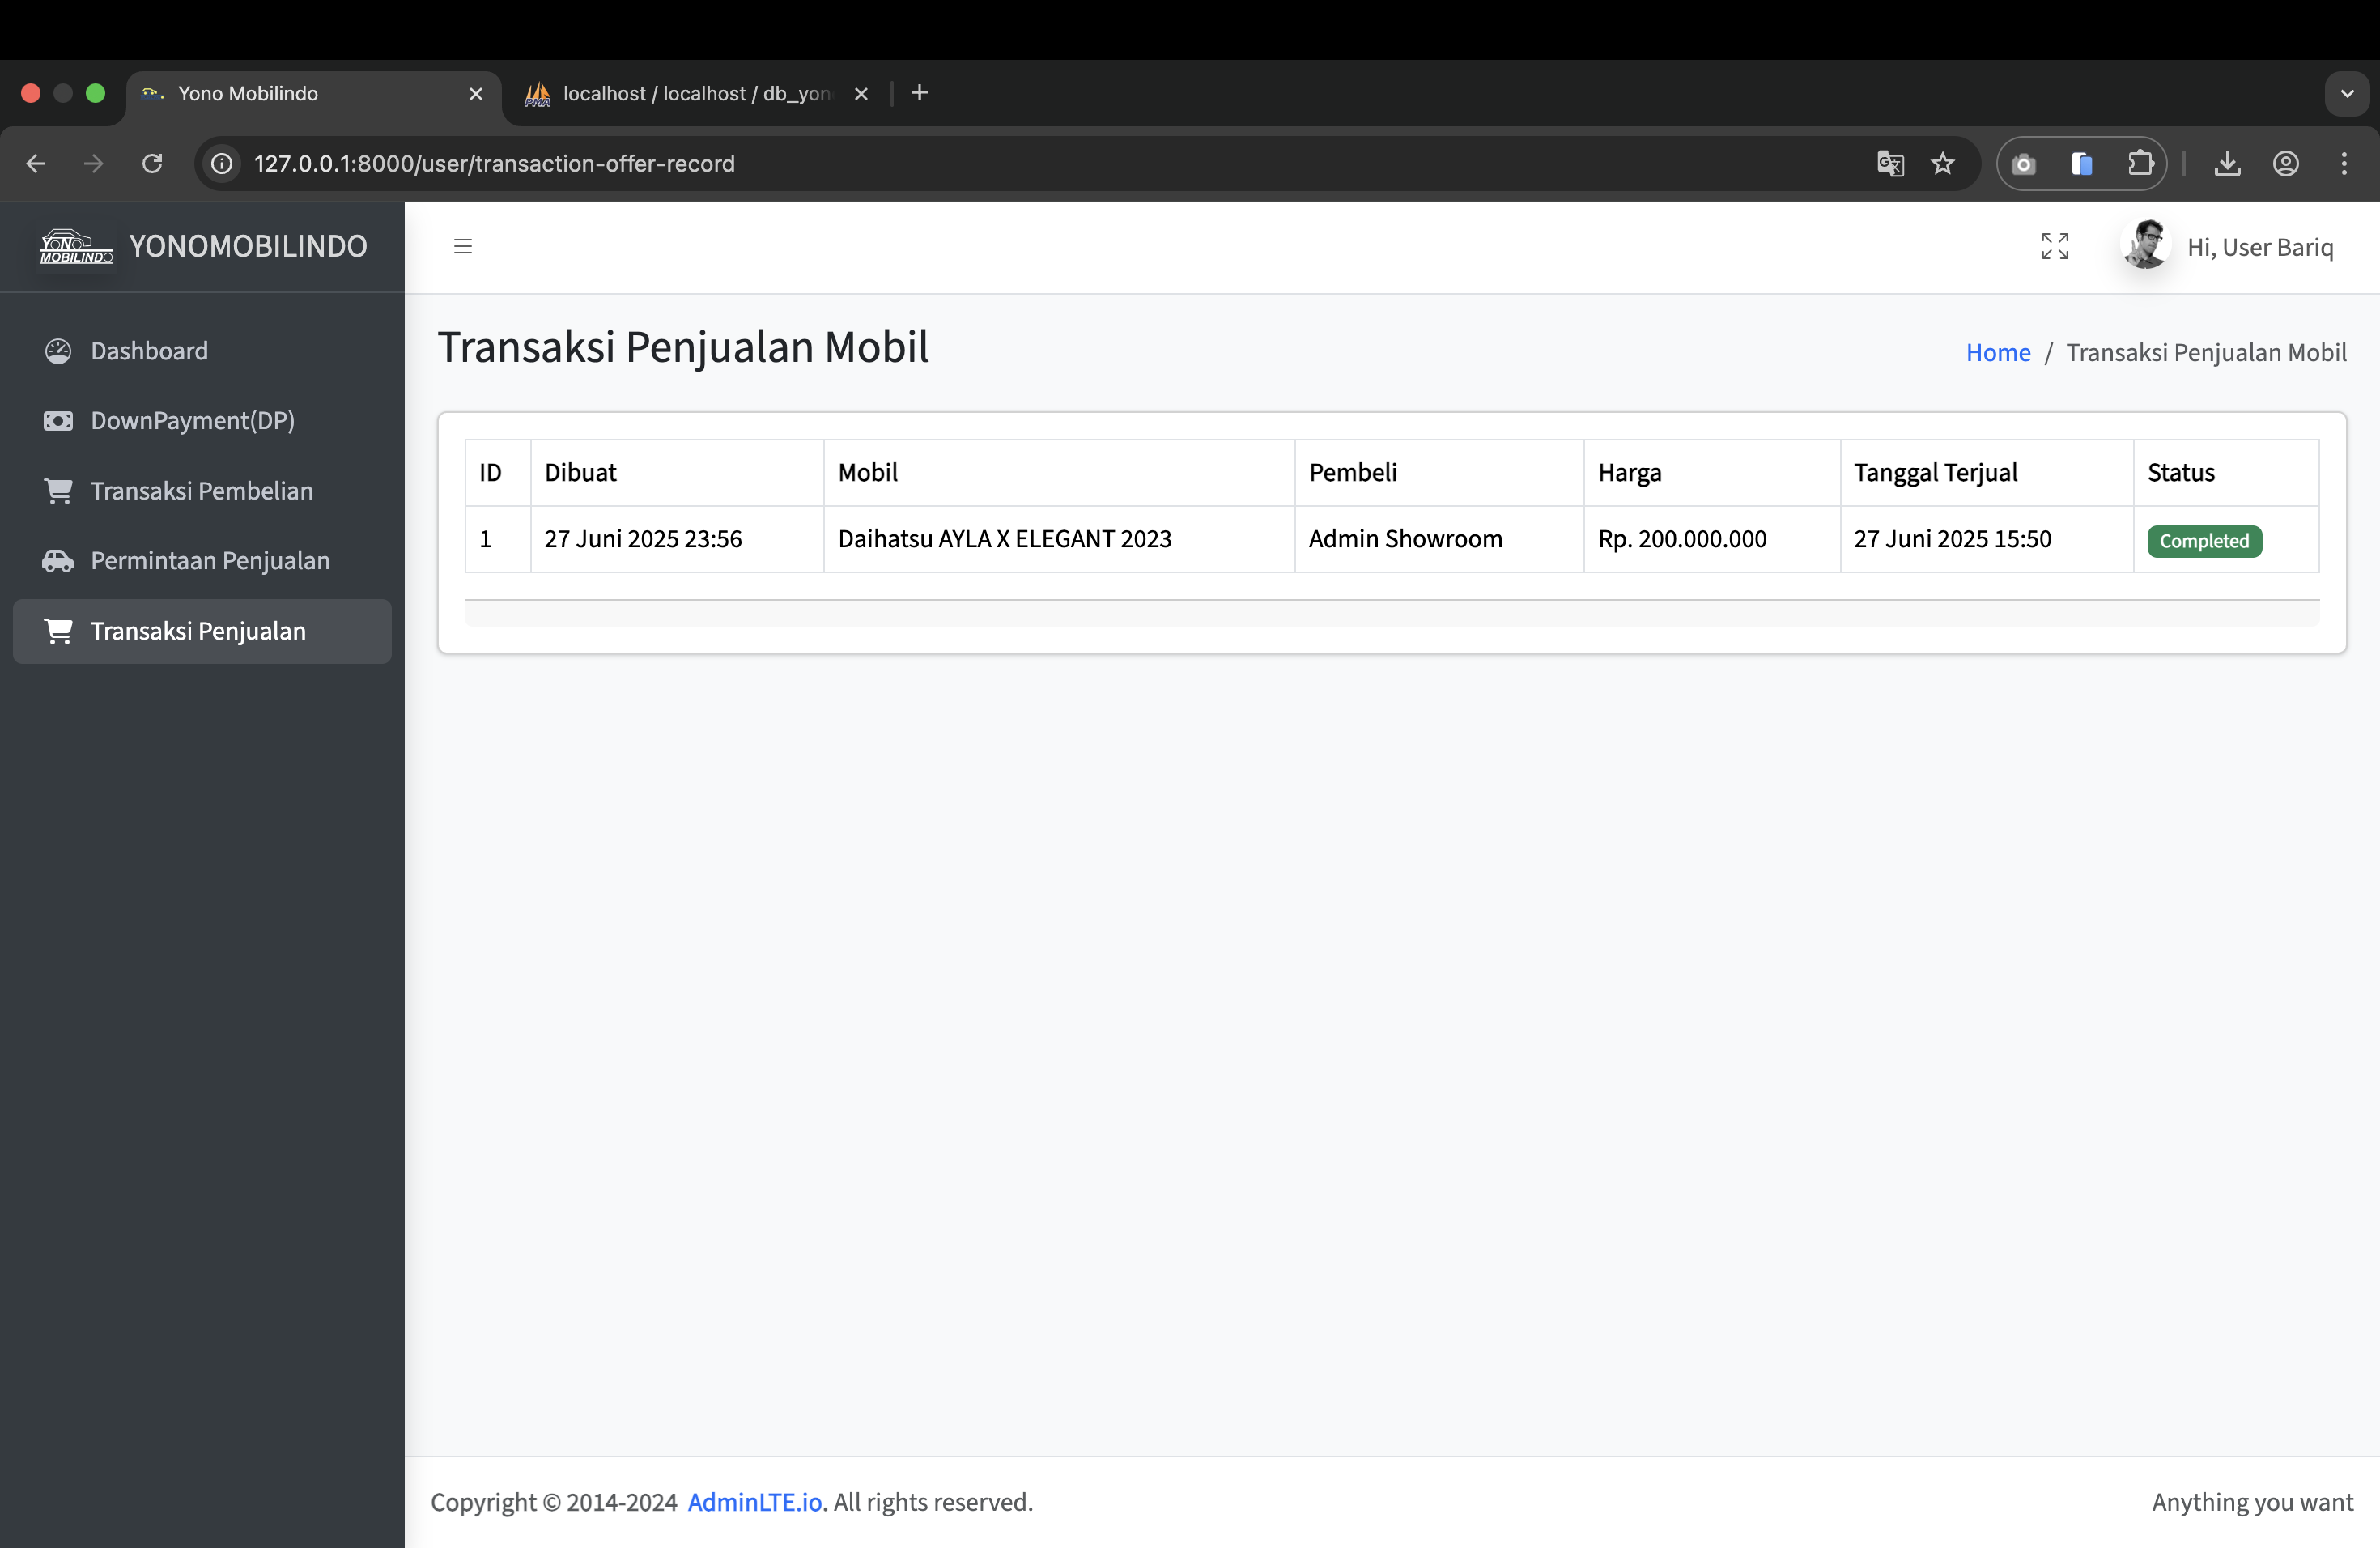 Yono Mobilindo
localhost / localhost / db_yon
127.0.0.1:8000/user/transaction-offer-record
YONO
MOBILINDO
YONOMOBILINDO
Hi, User Bariq
Dashboard
DownPayment(DP)
Transaksi Pembelian
Permintaan Penjualan
Transaksi Penjualan
Transaksi Penjualan Mobil
Home / Transaksi Penjualan Mobil
ID Dibuat Mobil Pembeli Harga Tanggal Terjual Status
1 27 Juni 2025 23:56 Daihatsu AYLA X ELEGANT 2023 Admin Showroom Rp. 200.000.000 27 Juni 2025 15:50 Completed
Copyright © 2014-2024 AdminLTE.io. All rights reserved.
Anything you want